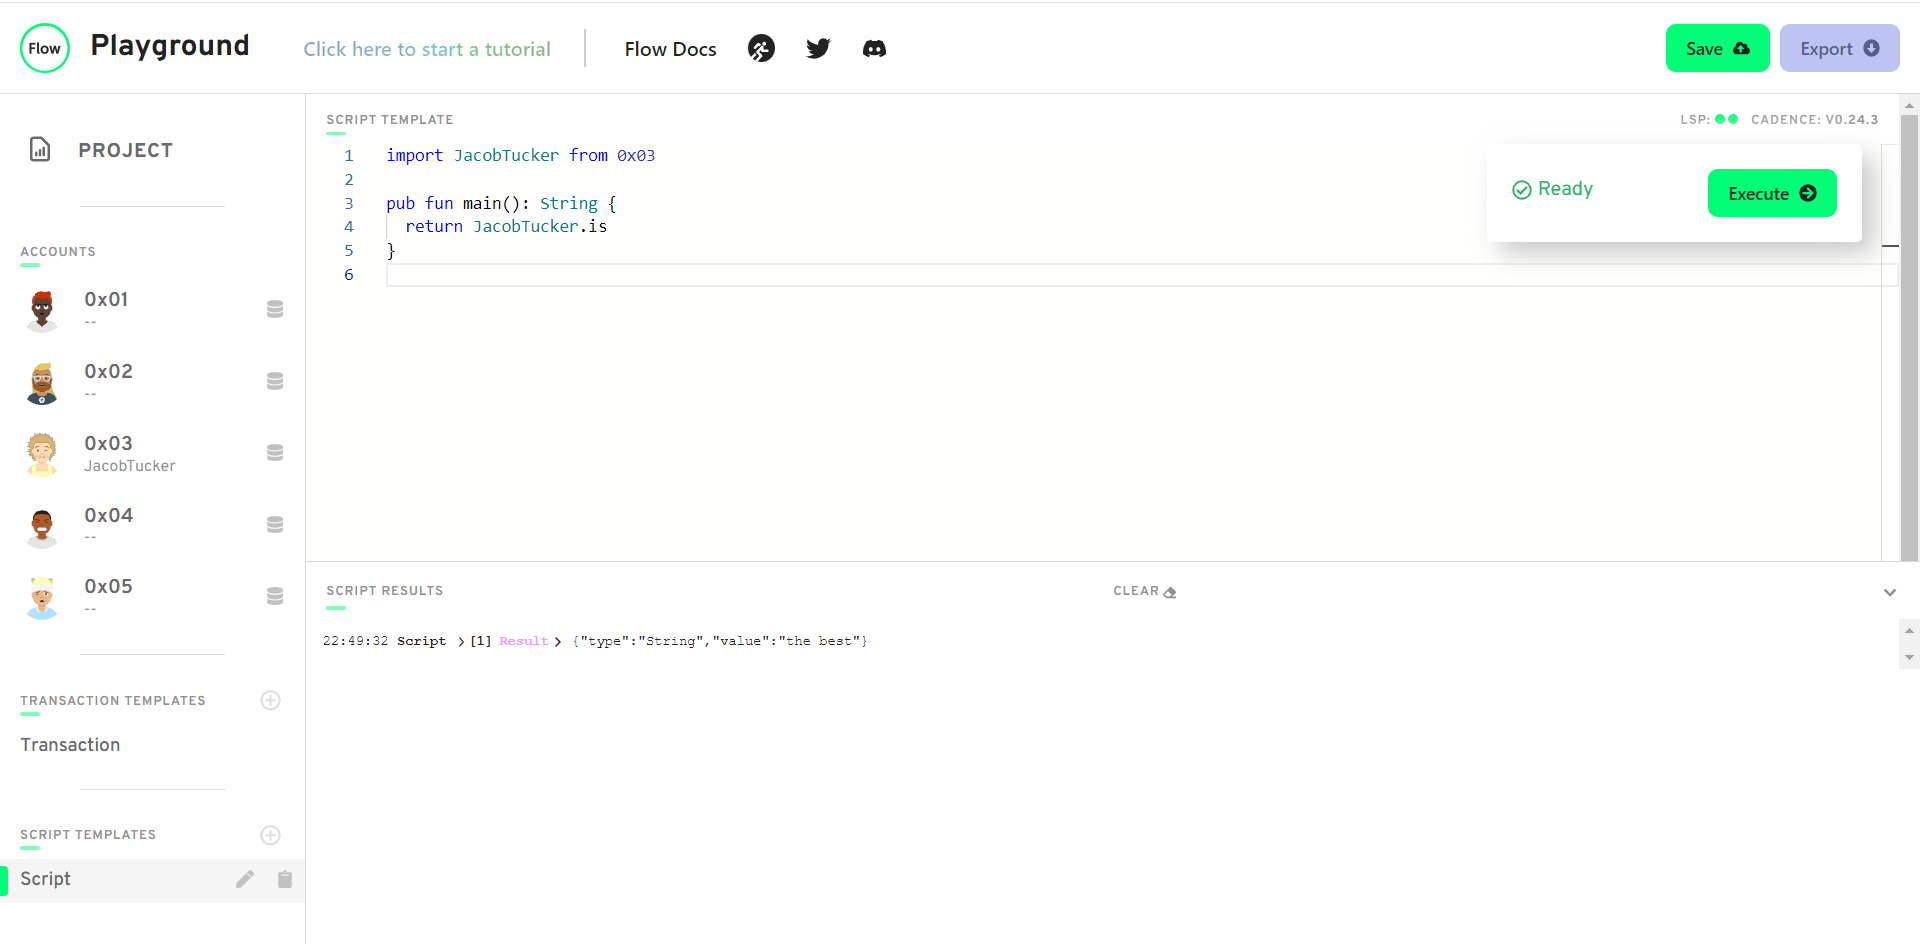 Flow Playground Click here to start a tutorial Flow Docs Save Export
PROJECT
ACCOUNTS
0x01
--
0x02
--
0x03
JacobTucker
0x04
--
0x05
--
TRANSACTION TEMPLATES
Transaction
SCRIPT TEMPLATES
Script
SCRIPT TEMPLATE LSP: CADENCE: V0.24.3
1 import JacobTucker from 0x03
2
3 pub fun main(): String {
4 return JacobTucker.is
5 }
6
Ready Execute
SCRIPT RESULTS CLEAR
22:49:32 Script > [1] Result > {"type":"String","value":"the best"}